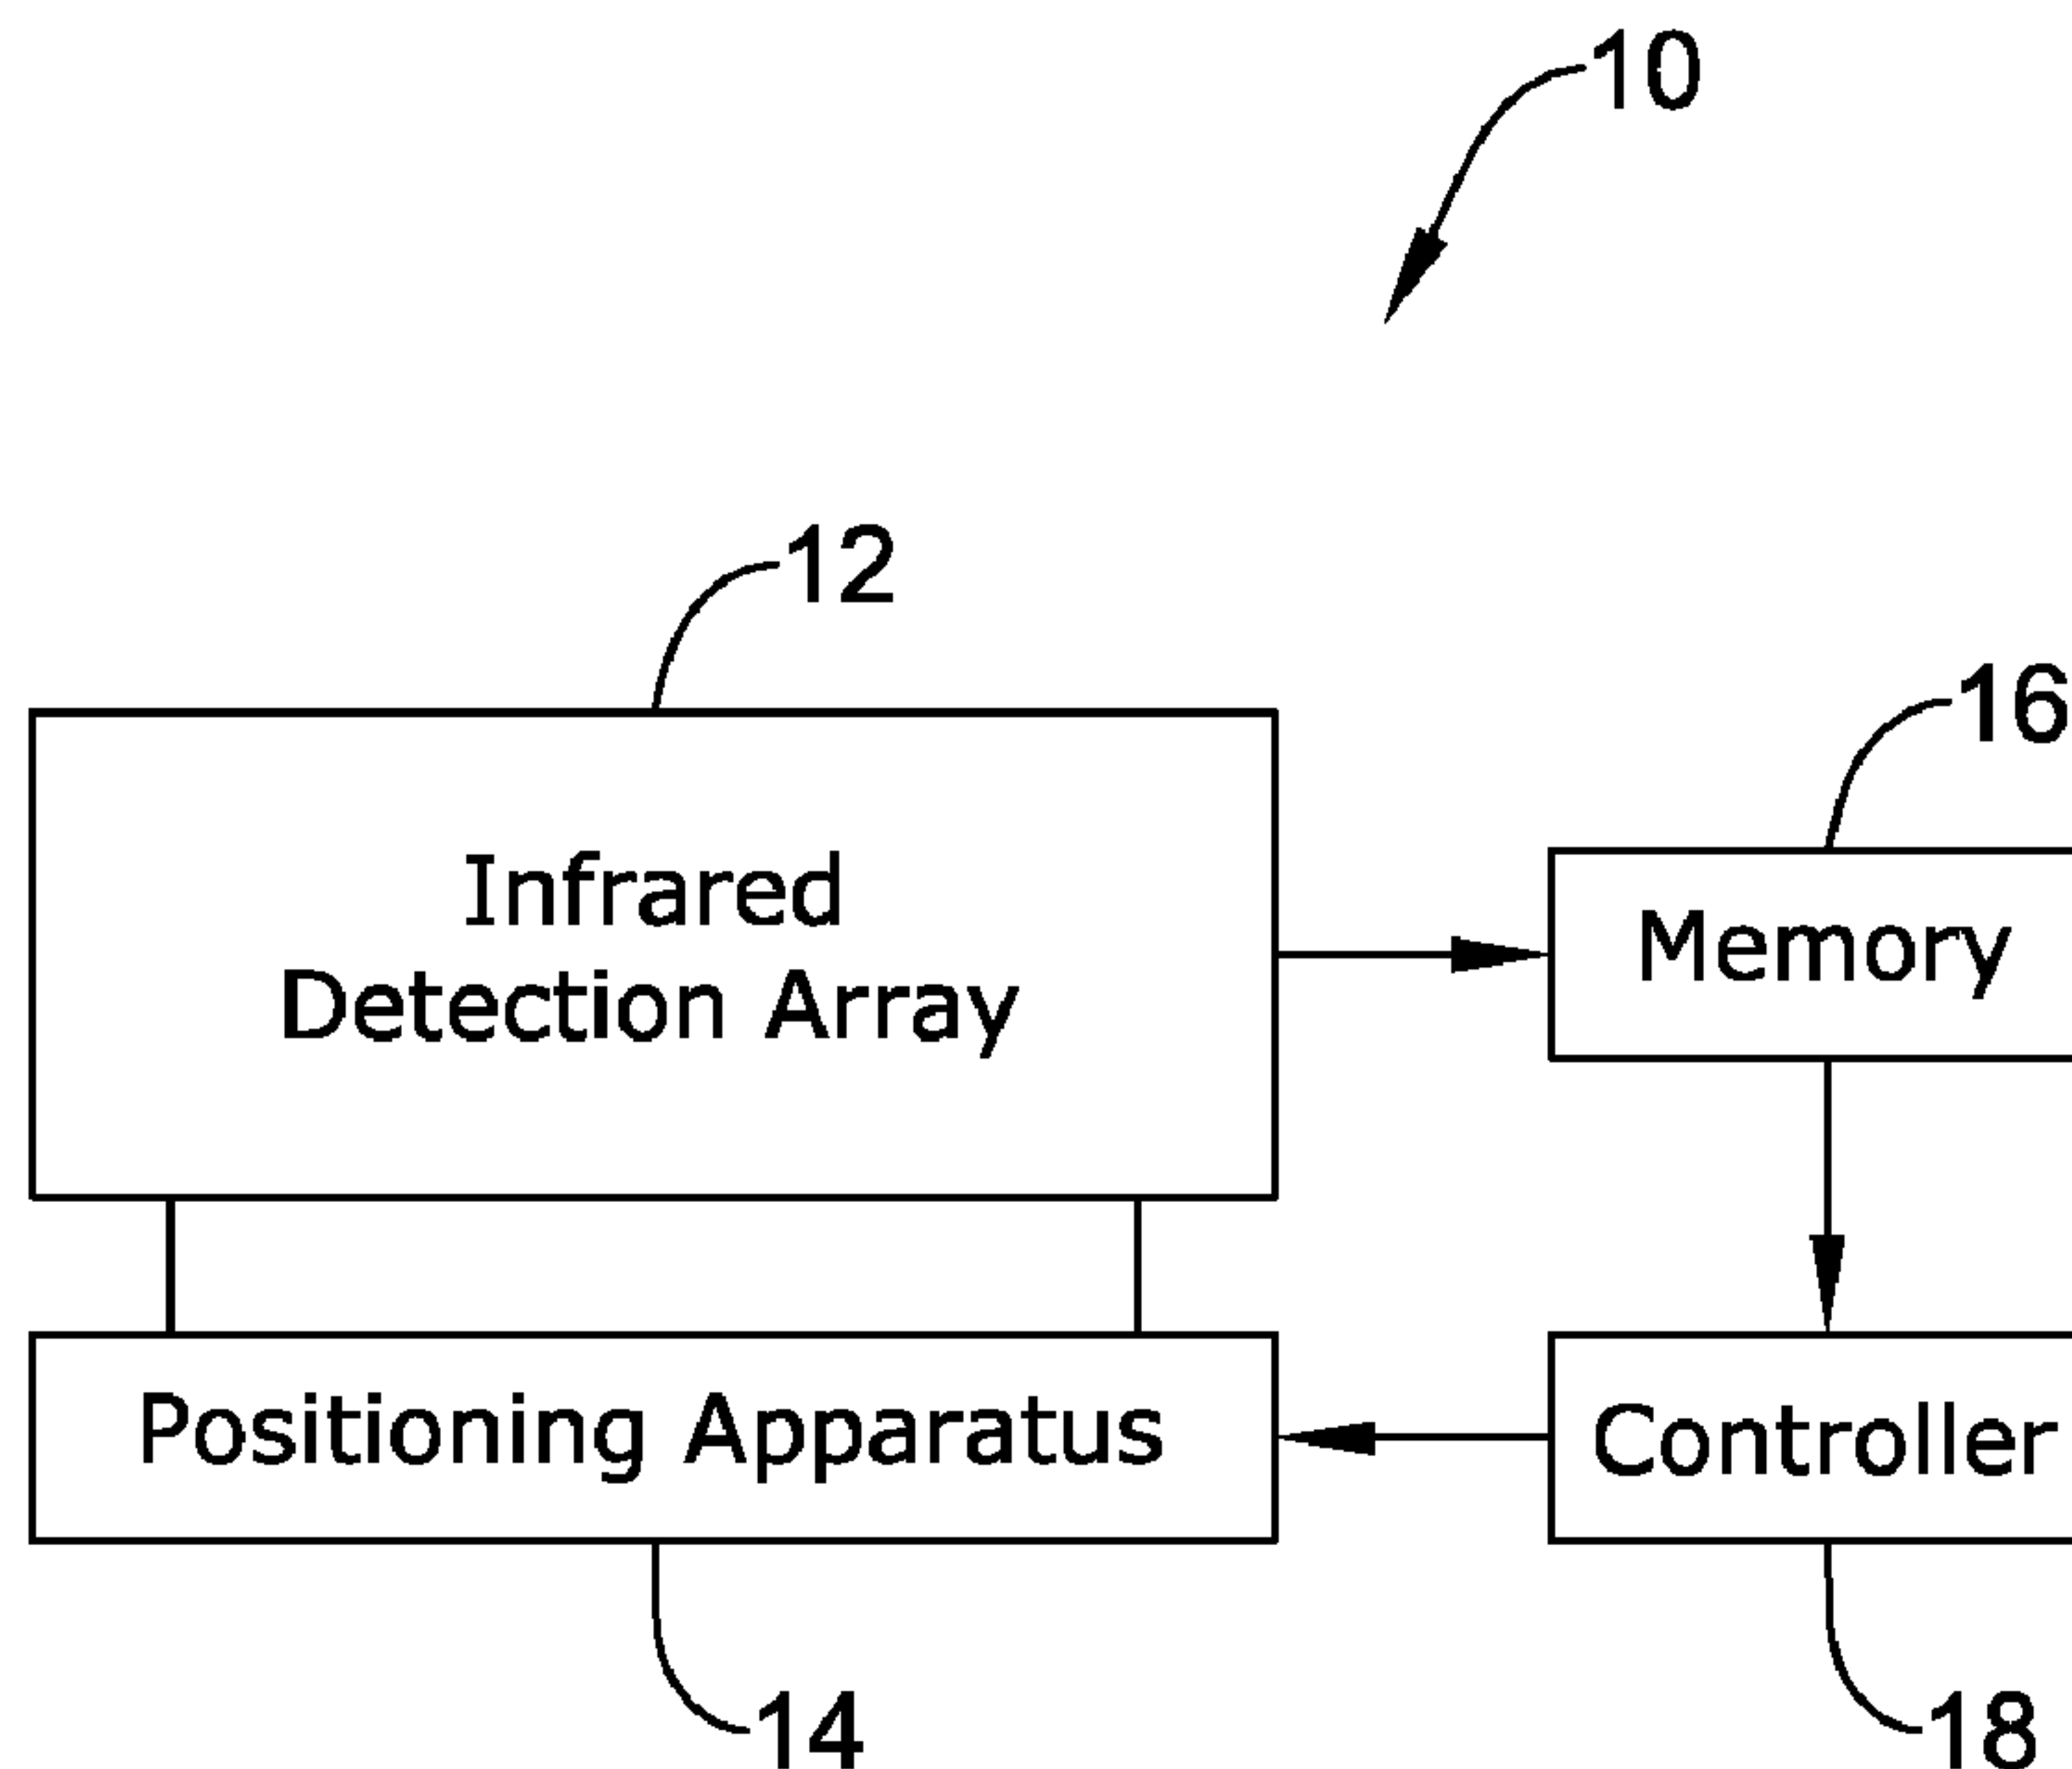 10
12
16
Infrared
Detection Array
Memory
Positioning Apparatus
Controller
14
18